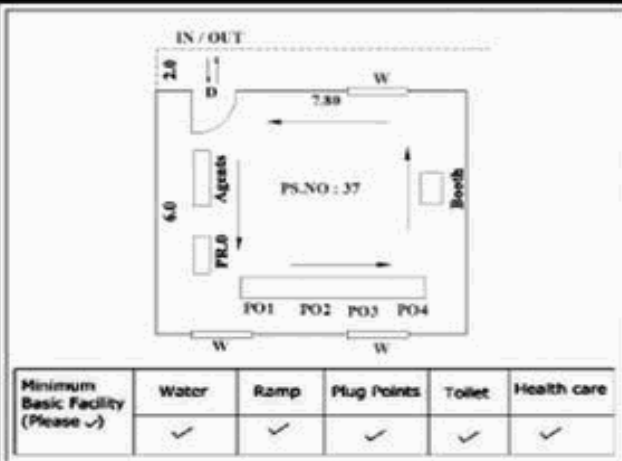 IN / OUT
2.0
D
W
7.80
Agents
PS.NO : 37
Booth
6.0
PR.O
PO1 PO2 PO3 PO4
W W
Minimum Basic Facility (Please ✓) Water Ramp Plug Points Toilet Health care
✓ ✓ ✓ ✓ ✓